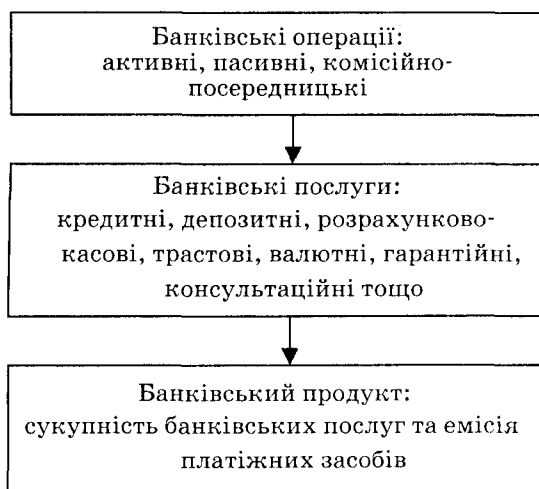 Банківські операції:
активні, пасивні, комісійно-
посередницькі
Банківські послуги:
кредитні, депозитні, розрахунково-
касові, трастові, валютні, гарантійні,
консультаційні тощо
Банківський продукт:
сукупність банківських послуг та емісія
платіжних засобів